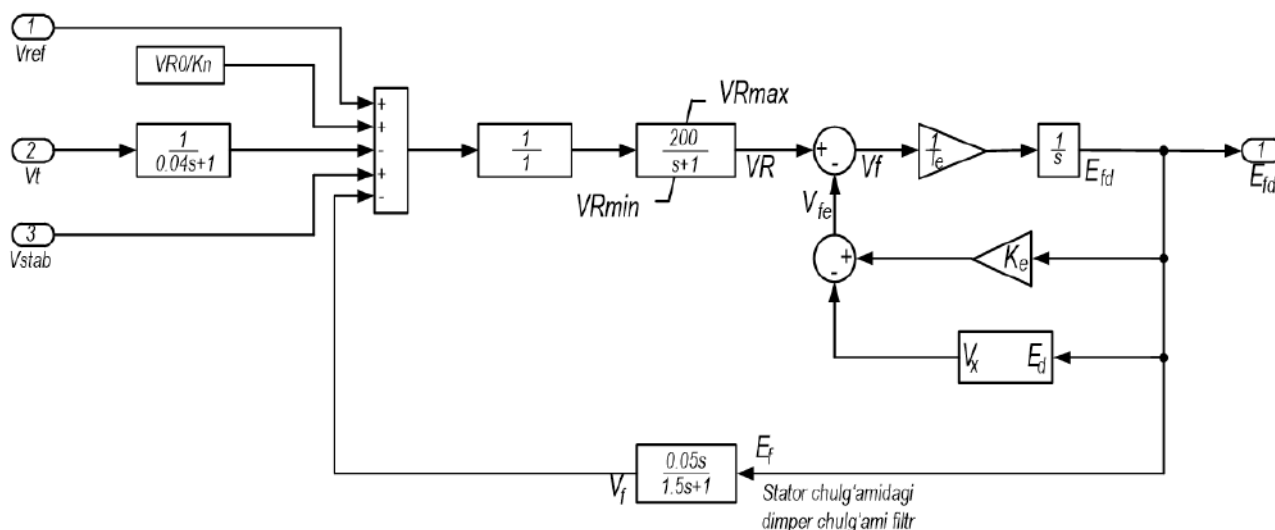 1
Vref
VR0/Kn
2
Vt
1
0.04s+1
3
Vstab
+
+
-
+
-
1
1
VRmax
200
s+1
VR
VRmin
+
-
Vf
1
Te
1
s
Efd
1
Efd
Vfe
+
-
Ke
Vx Ed
Vf
0.05s
1.5s+1
Ef
Stator chulg'amidagi
dimper chulg'ami filtr